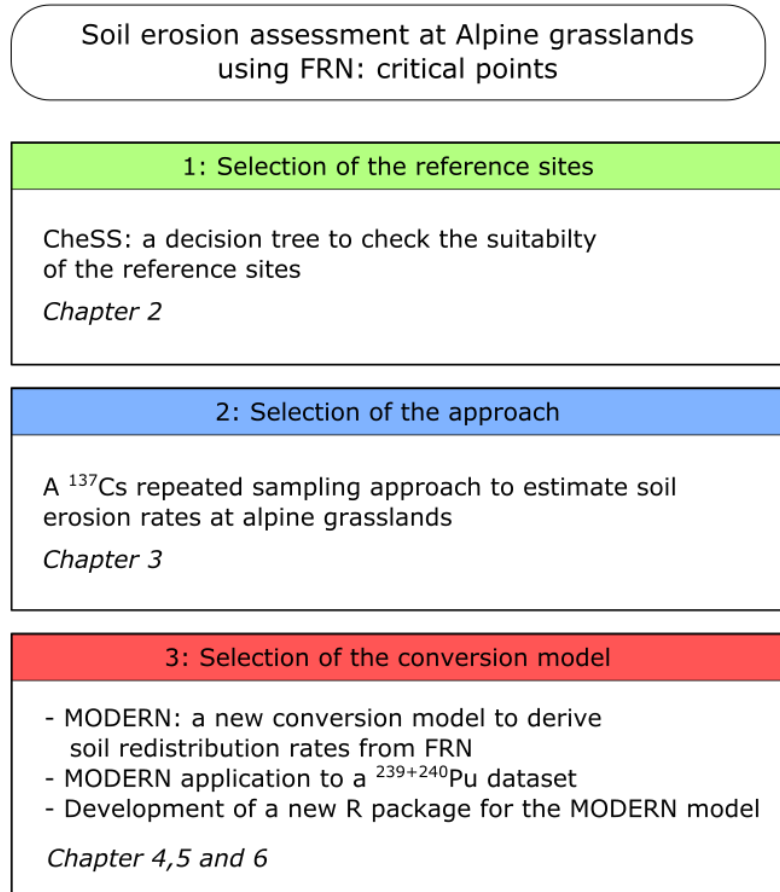 Soil erosion assessment at Alpine grasslands
using FRN: critical points
1: Selection of the reference sites
CheSS: a decision tree to check the suitabilty
of the reference sites
Chapter 2
2: Selection of the approach
A ¹³⁷Cs repeated sampling approach to estimate soil
erosion rates at alpine grasslands
Chapter 3
3: Selection of the conversion model
- MODERN: a new conversion model to derive
soil redistribution rates from FRN
- MODERN application to a ²³⁹⁺²⁴⁰Pu dataset
- Development of a new R package for the MODERN model
Chapter 4,5 and 6